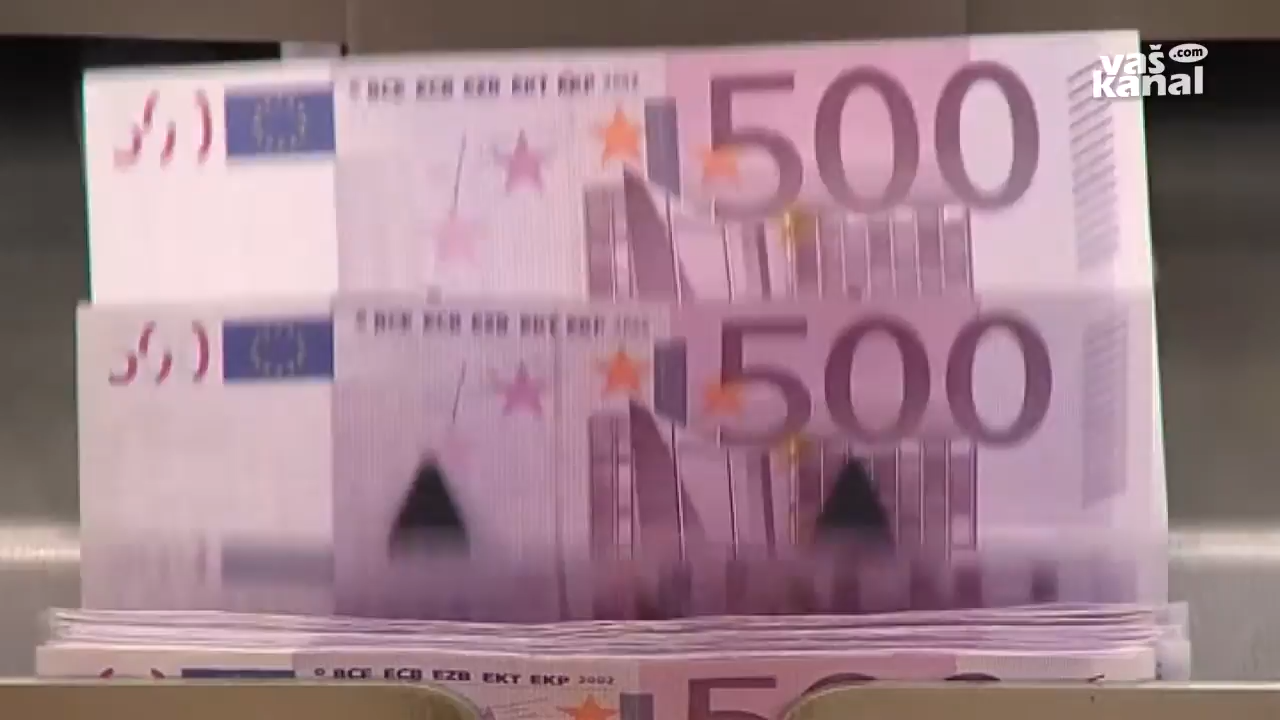 vaš .com
kanal
BCE ECB EZB EKT EKP 2002
500
BCE ECB EZB EKT EKP 2002
500
© BCE ECB EZB EKT EKP 2002
500